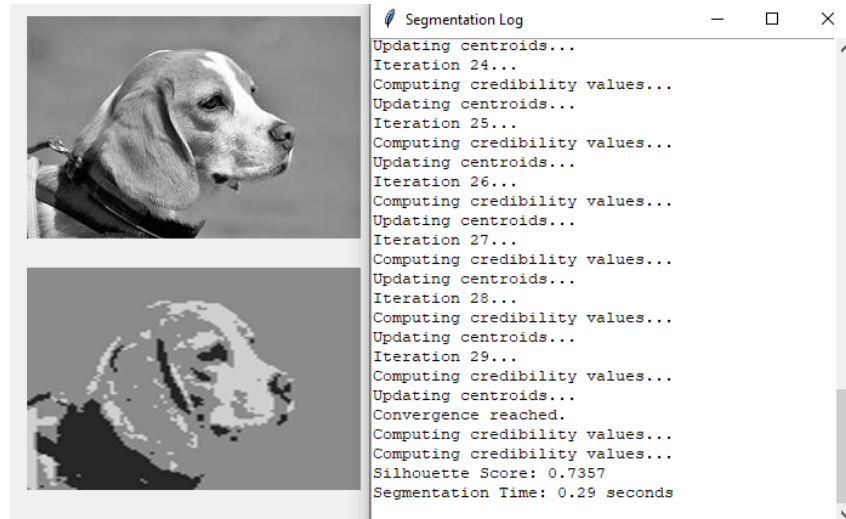 Segmentation Log
Updating centroids...
Iteration 24...
Computing credibility values...
Updating centroids...
Iteration 25...
Computing credibility values...
Updating centroids...
Iteration 26...
Computing credibility values...
Updating centroids...
Iteration 27...
Computing credibility values...
Updating centroids...
Iteration 28...
Computing credibility values...
Updating centroids...
Iteration 29...
Computing credibility values...
Updating centroids...
Convergence reached.
Computing credibility values...
Computing credibility values...
Silhouette Score: 0.7357
Segmentation Time: 0.29 seconds